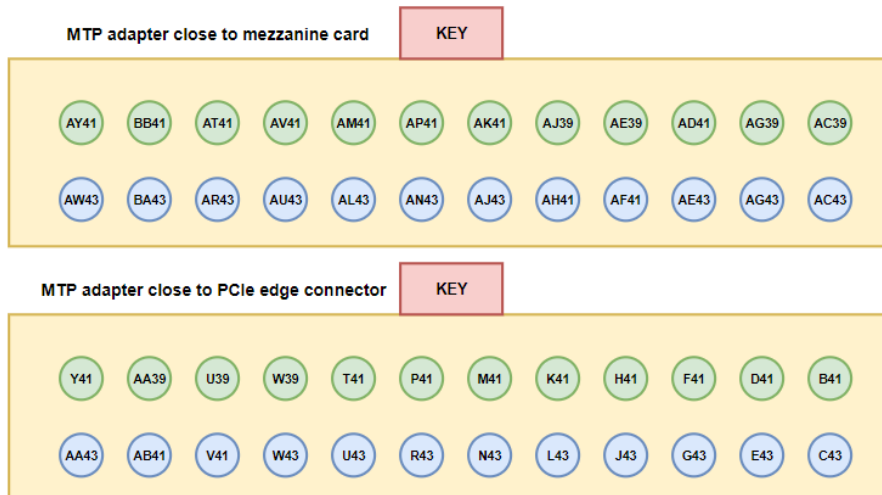 MTP adapter close to mezzanine card KEY
AY41 BB41 AT41 AV41 AM41 AP41 AK41 AJ39 AE39 AD41 AG39 AC39
AW43 BA43 AR43 AU43 AL43 AN43 AJ43 AH41 AF41 AE43 AG43 AC43
MTP adapter close to PCIe edge connector KEY
Y41 AA39 U39 W39 T41 P41 M41 K41 H41 F41 D41 B41
AA43 AB41 V41 W43 U43 R43 N43 L43 J43 G43 E43 C43